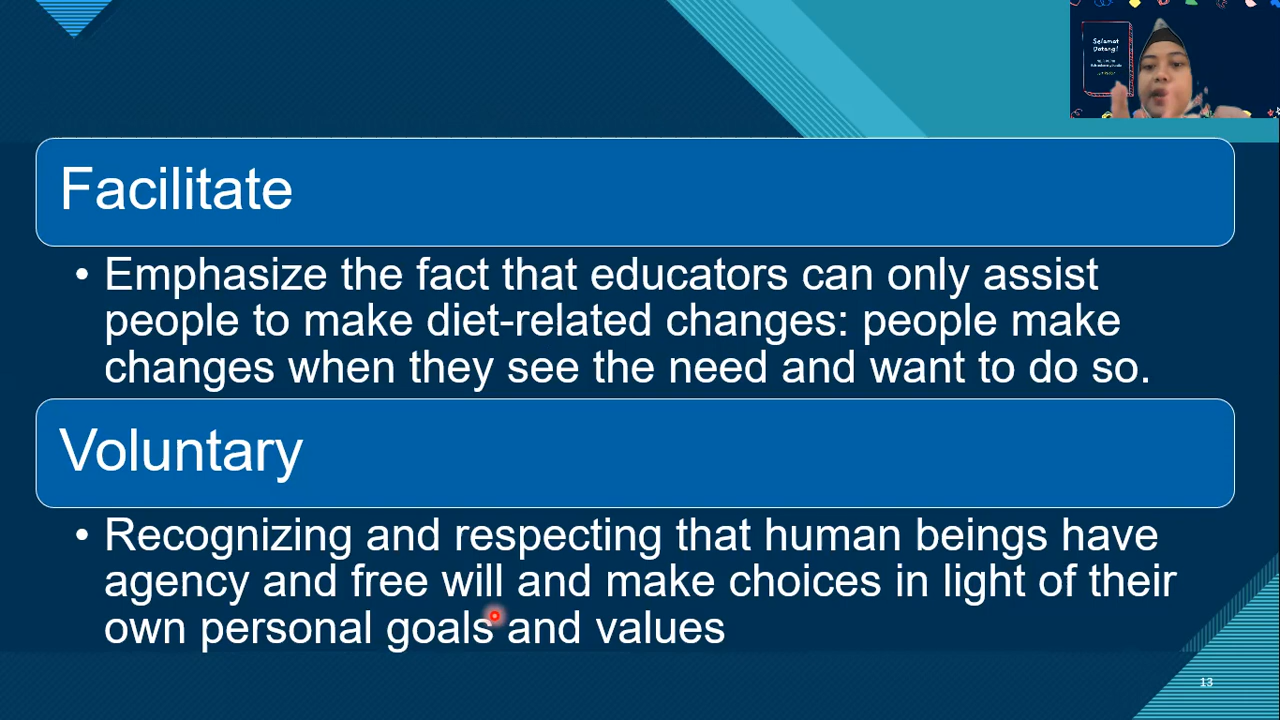 Selamat
Datang!
Facilitate
• Emphasize the fact that educators can only assist
people to make diet-related changes: people make
changes when they see the need and want to do so.
Voluntary
• Recognizing and respecting that human beings have
agency and free will and make choices in light of their
own personal goals and values
13